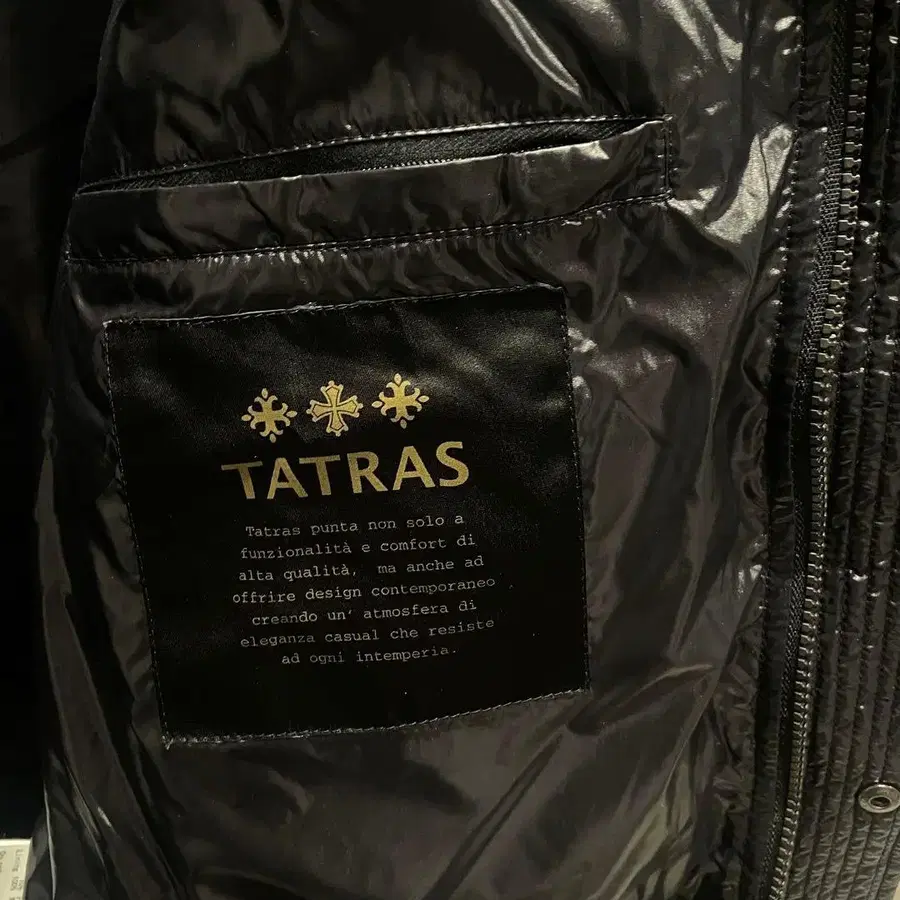 TATRAS
Tatras punta non solo a
funzionalità e comfort di
alta qualità, ma anche ad
offrire design contemporaneo
creando un' atmosfera di
eleganza casual che resiste
ad ogni intemperia.